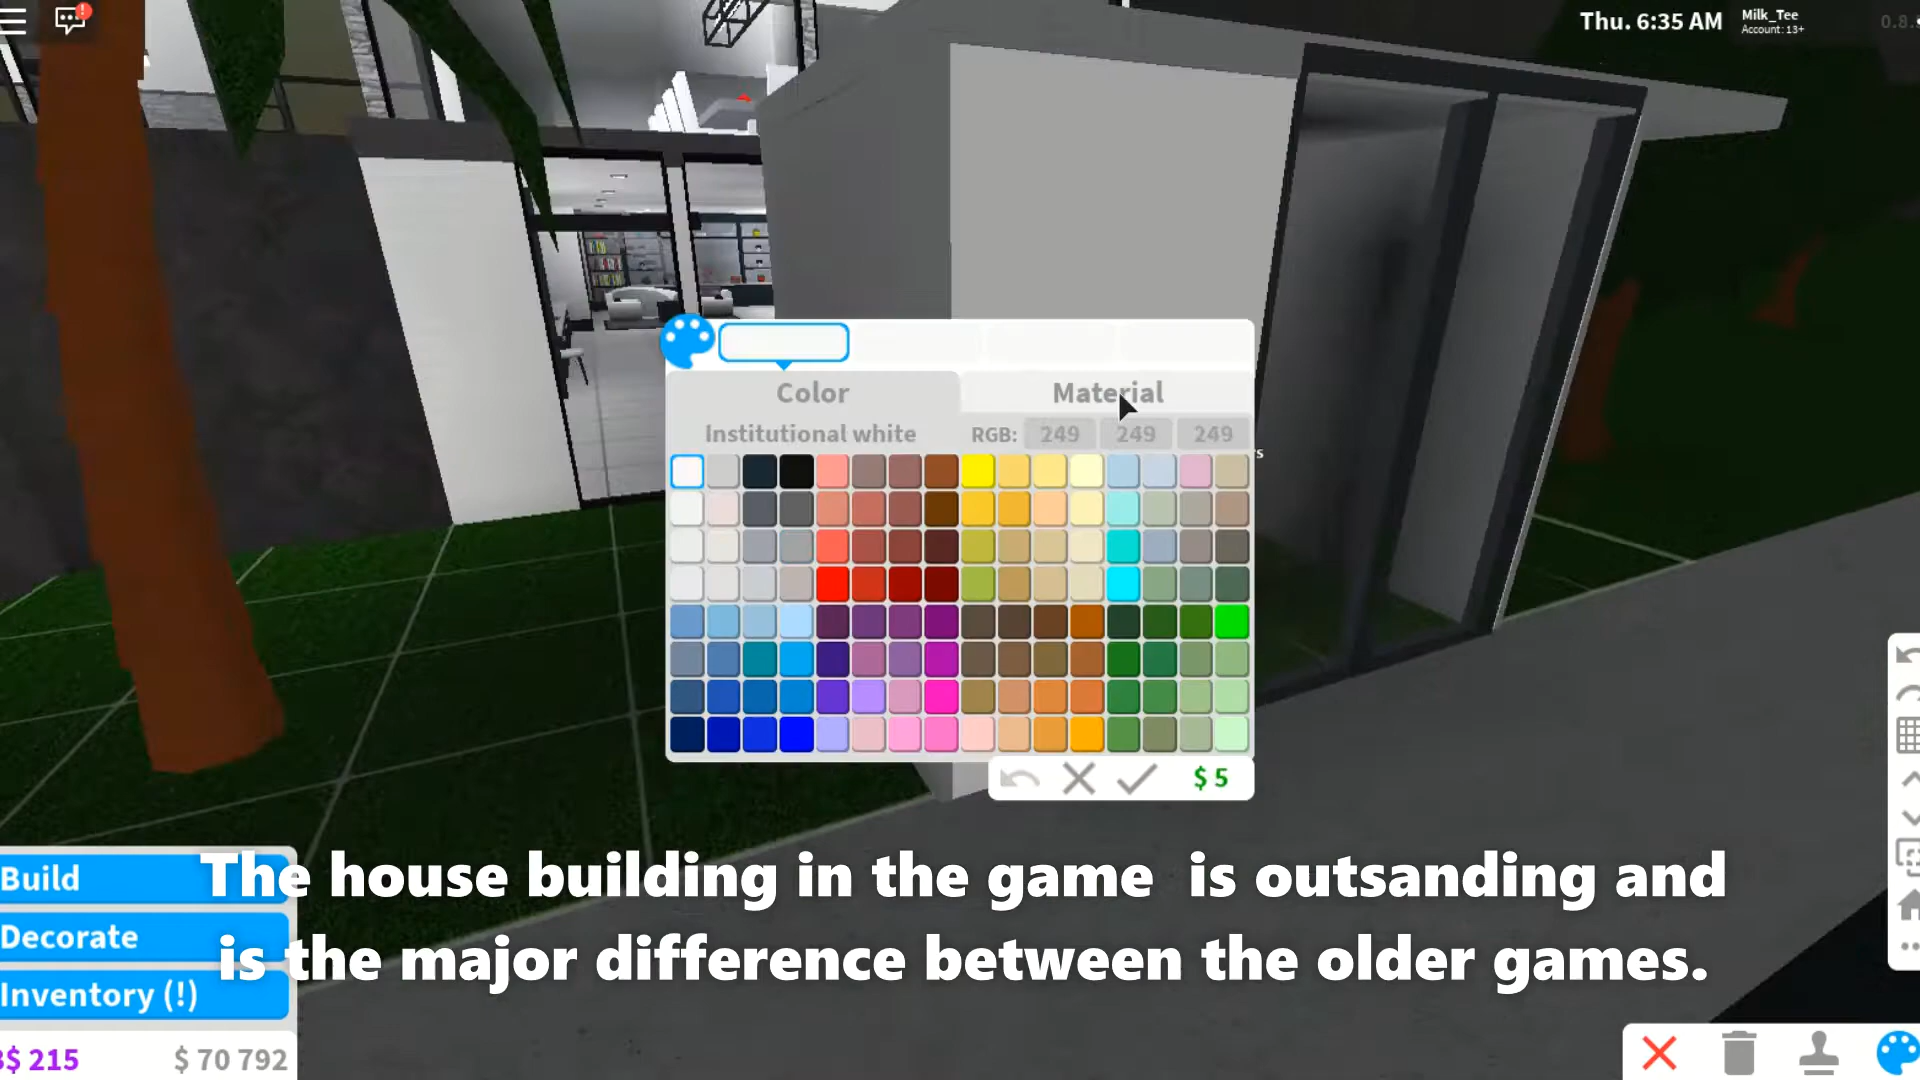 Thu. 6:35 AM
Milk_Tee
Account: 13+
0.8.
Color
Material
Institutional white
RGB: 249 249 249
s
$ 5
Build
Decorate
Inventory (!)
The house building in the game is outsanding and
is the major difference between the older games.
B$ 215
$ 70 792